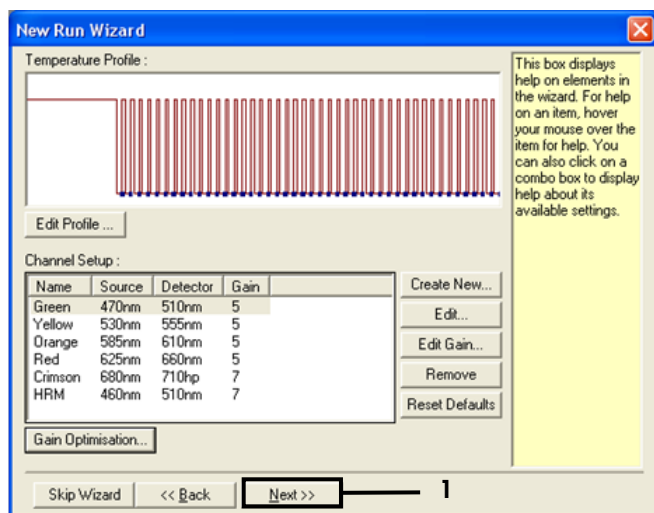 New Run Wizard
Temperature Profile :
This box displays
help on elements in
the wizard. For help
on an item, hover
your mouse over the
item for help. You
can also click on a
combo box to display
help about its
available settings.
Edit Profile ...
Channel Setup :
Name Source Detector Gain
Green 470nm 510nm 5
Yellow 530nm 555nm 5
Orange 585nm 610nm 5
Red 625nm 660nm 5
Crimson 680nm 710hp 7
HRM 460nm 510nm 7
Create New...
Edit...
Edit Gain...
Remove
Reset Defaults
Gain Optimisation...
Skip Wizard << Back Next >> 1